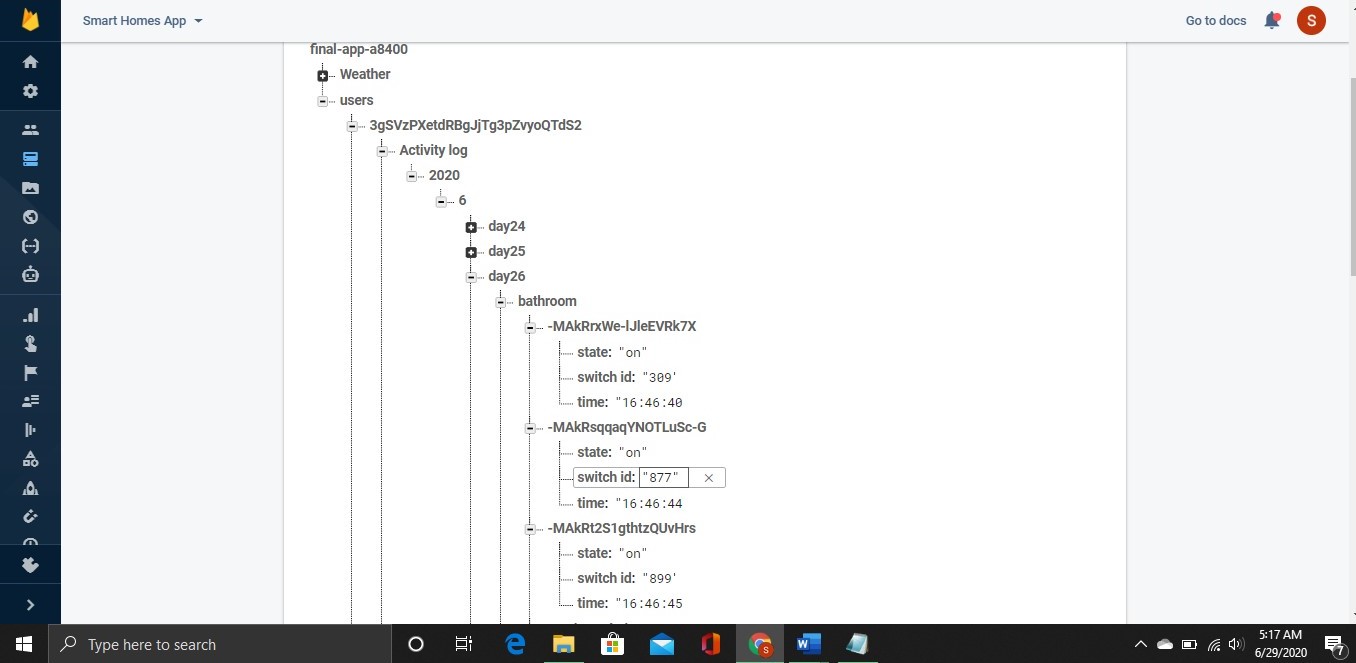 Smart Homes App
Go to docs
S
final-app-a8400
Weather
users
3gSVzPXetdRBgJjTg3pZvyoQTdS2
Activity log
2020
6
day24
day25
day26
bathroom
-MAkRrxWe-lJleEVRk7X
state: "on"
switch id: "309'
time: "16:46:40
-MAkRsqqaqYNOTLuSc-G
state: "on"
switch id: "877"
time: "16:46:44
-MAkRt2S1gthtzQUvHrs
state: "on"
switch id: "899'
time: "16:46:45
Type here to search
5:17 AM
6/29/2020
7